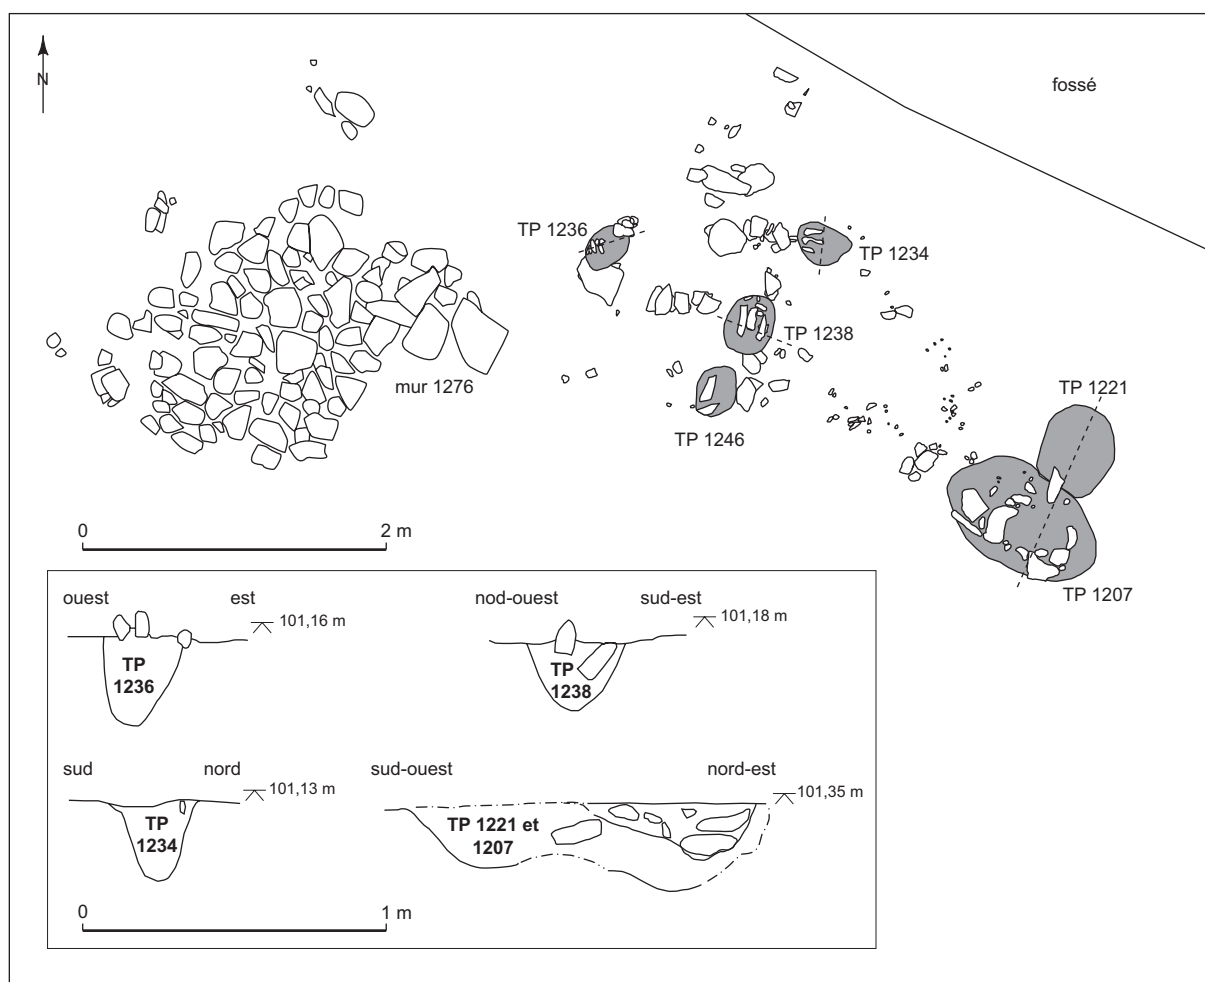 N
fossé
TP 1236
TP 1234
TP 1238
mur 1276
TP 1246
TP 1221
TP 1207
0 2 m
ouest est
101,16 m
TP
1236
nod-ouest sud-est
101,18 m
TP
1238
sud nord
101,13 m
TP
1234
sud-ouest nord-est
101,35 m
TP 1221 et
1207
0 1 m